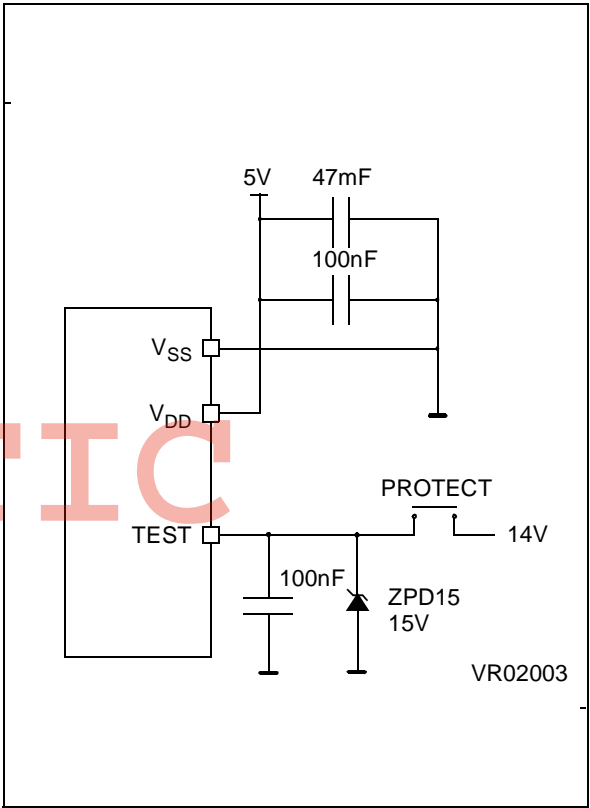 5V 47mF
100nF
VSS
VDD
TIC
PROTECT
TEST
14V
100nF
ZPD15
15V
VR02003